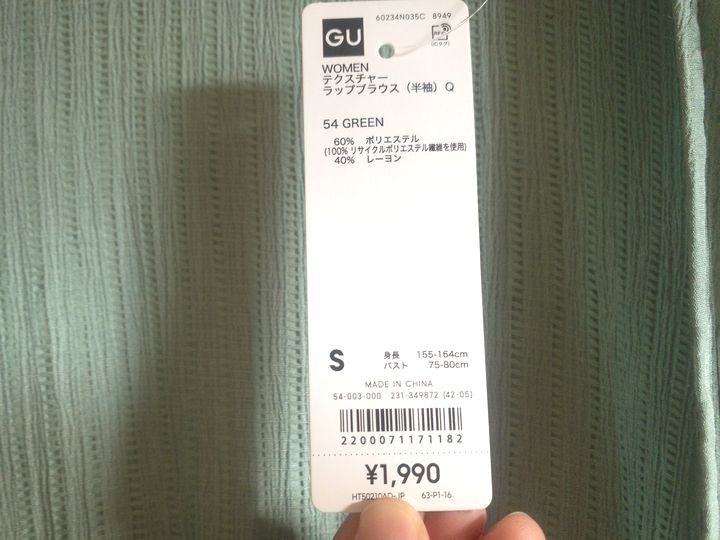 60234N035C 8949
GU
RFID
(ICタグ)
WOMEN
テクスチャー
ラップブラウス（半袖）Q
54 GREEN
60% ポリエステル
(100% リサイクルポリエステル繊維を使用)
40% レーヨン
S 身長 155-164cm
バスト 75-80cm
MADE IN CHINA
54-003-000 231-349872 (42-05)
2200071171182
¥1,990
HT50210AD-JP 63-P1-16